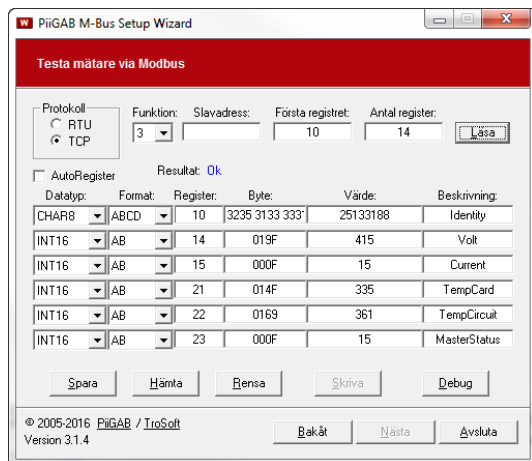 PiiGAB M-Bus Setup Wizard
Testa mätare via Modbus
Protokoll Funktion: Slavadress: Första registret: Antal register:
RTU
TCP 3 10 14 Läsa
AutoRegister Resultat: Ok
Datatyp: Format: Register: Byte: Värde: Beskrivning:
CHAR8 ABCD 10 3235 3133 333 25133188 Identity
INT16 AB 14 019F 415 Volt
INT16 AB 15 000F 15 Current
INT16 AB 21 014F 335 TempCard
INT16 AB 22 0169 361 TempCircuit
INT16 AB 23 000F 15 MasterStatus
Spara Hämta Rensa Skriva Debug
© 2005-2016 PiiGAB / TroSoft
Version 3.1.4 Bakåt Nästa Avsluta